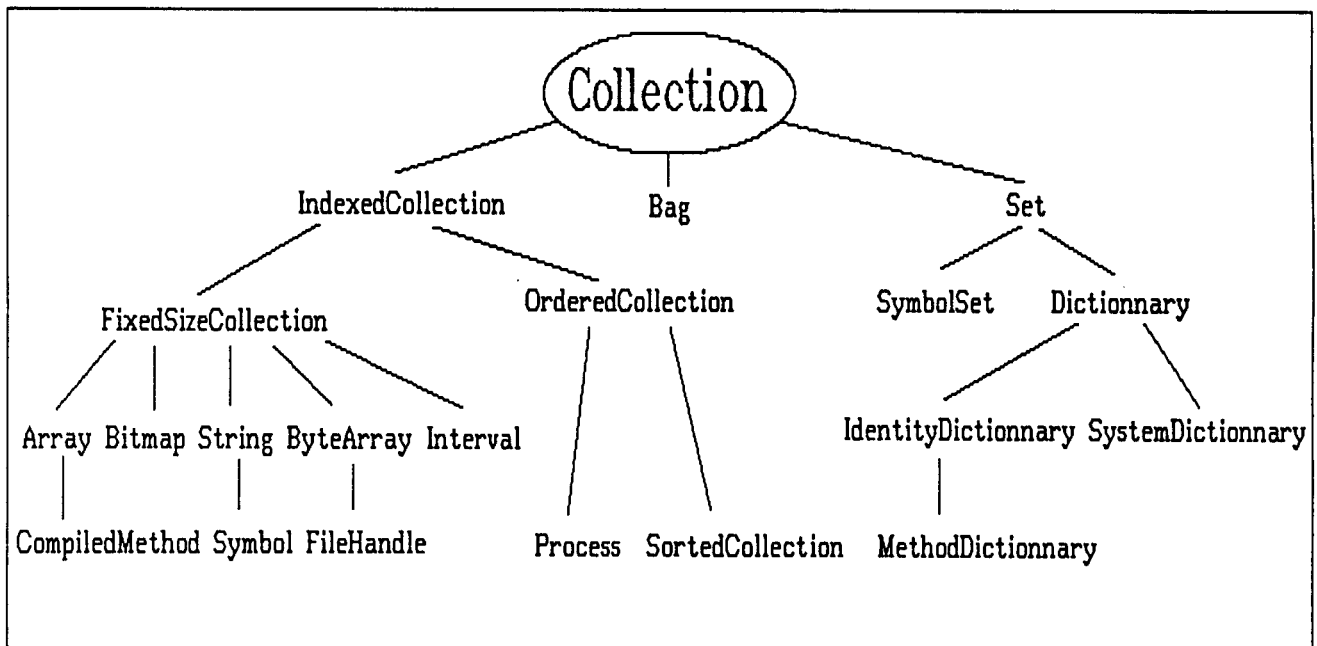 Collection
IndexedCollection Bag Set
FixedSizeCollection OrderedCollection SymbolSet Dictionnary
Array Bitmap String ByteArray Interval IdentityDictionnary SystemDictionnary
CompiledMethod Symbol FileHandle Process SortedCollection MethodDictionnary